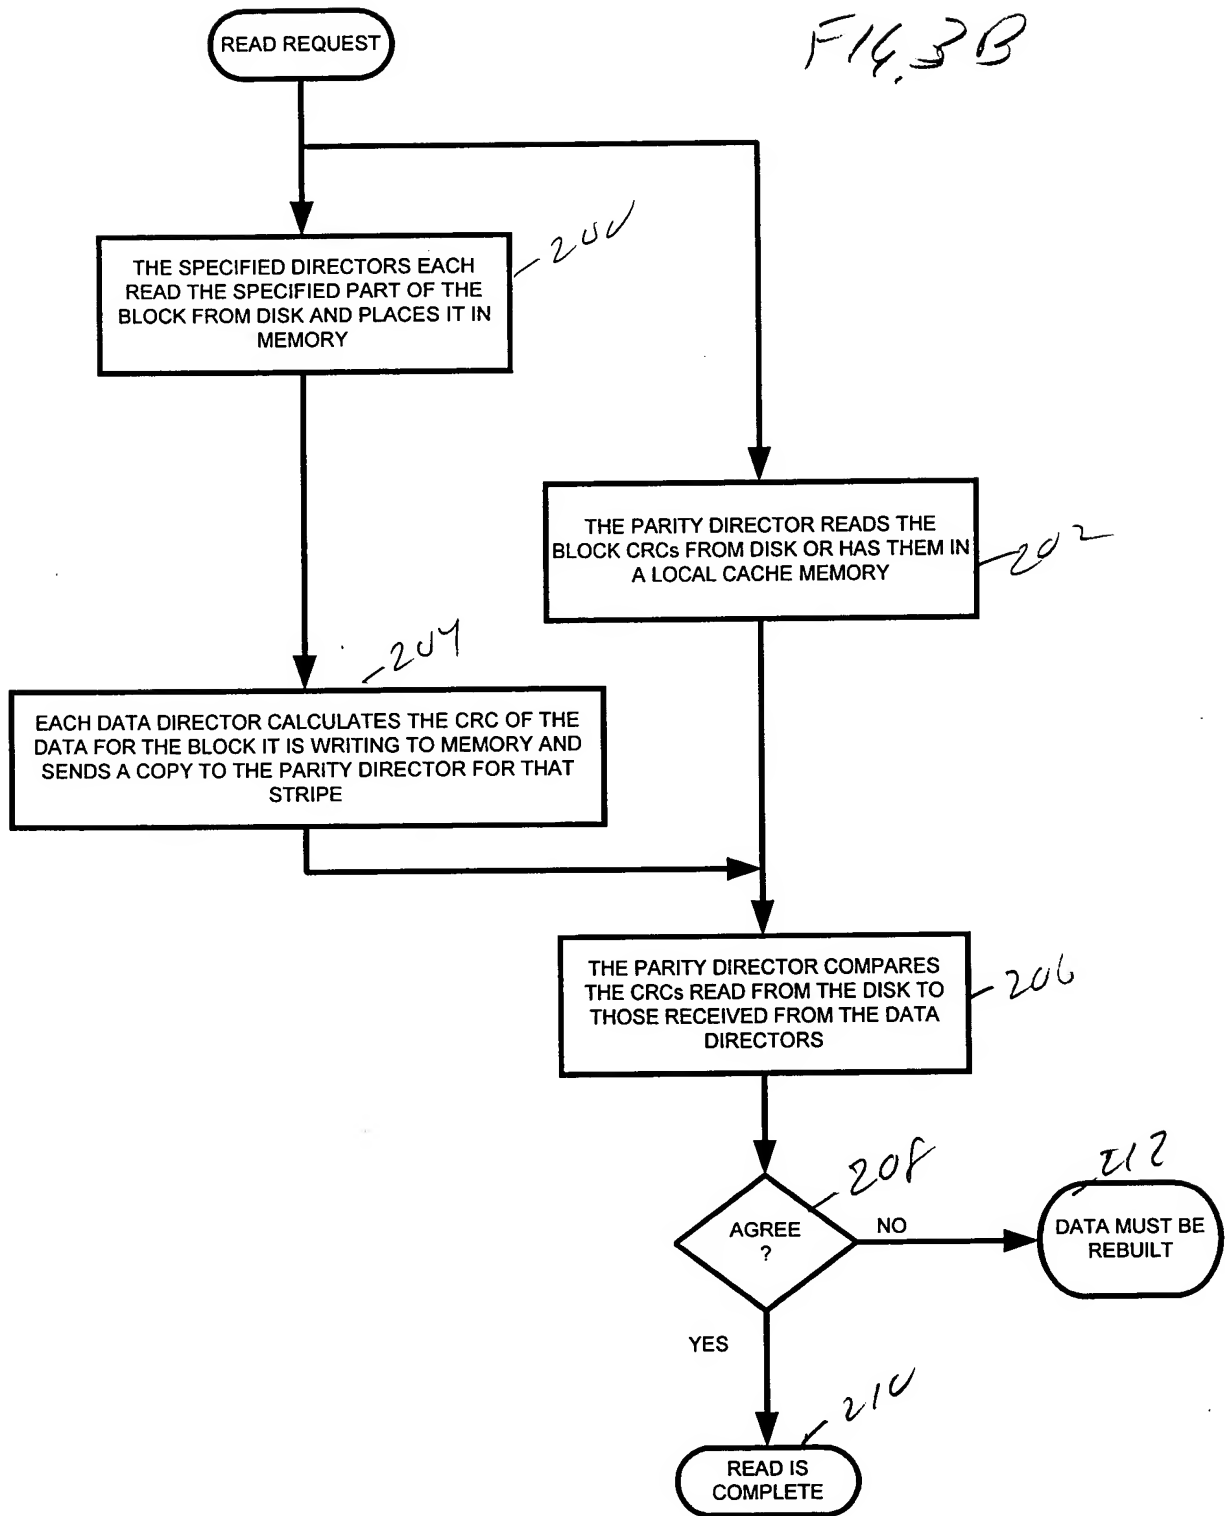 FIG. 3B
READ REQUEST
200
THE SPECIFIED DIRECTORS EACH
READ THE SPECIFIED PART OF THE
BLOCK FROM DISK AND PLACES IT IN
MEMORY
THE PARITY DIRECTOR READS THE
BLOCK CRCs FROM DISK OR HAS THEM IN
A LOCAL CACHE MEMORY
202
204
EACH DATA DIRECTOR CALCULATES THE CRC OF THE
DATA FOR THE BLOCK IT IS WRITING TO MEMORY AND
SENDS A COPY TO THE PARITY DIRECTOR FOR THAT
STRIPE
THE PARITY DIRECTOR COMPARES
THE CRCs READ FROM THE DISK TO
THOSE RECEIVED FROM THE DATA
DIRECTORS
206
208
AGREE
?
NO
212
DATA MUST BE
REBUILT
YES
210
READ IS
COMPLETE